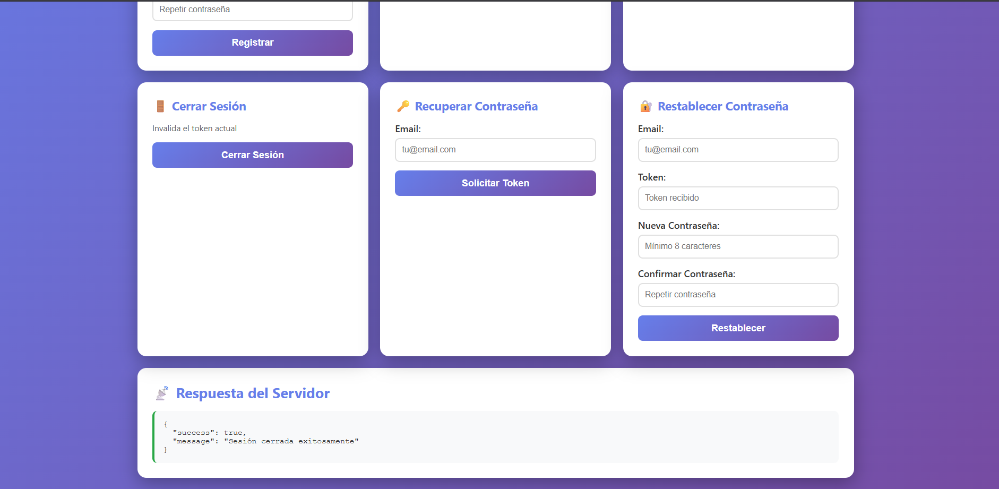 Repetir contraseña
Registrar
Cerrar Sesión
Invalida el token actual
Cerrar Sesión
Recuperar Contraseña
Email:
tu@email.com
Solicitar Token
Restablecer Contraseña
Email:
tu@email.com
Token:
Token recibido
Nueva Contraseña:
Mínimo 8 caracteres
Confirmar Contraseña:
Repetir contraseña
Restablecer
Respuesta del Servidor
{
"success": true,
"message": "Sesión cerrada exitosamente"
}